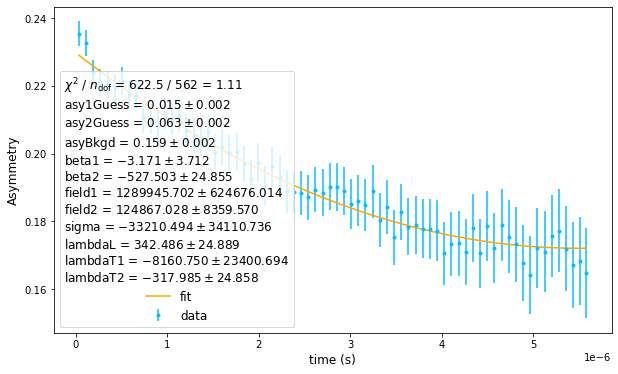 0.24
0.22
0.20
0.18
0.16
Asymmetry
χ² / n_dof = 622.5 / 562 = 1.11
asy1Guess = 0.015 ± 0.002
asy2Guess = 0.063 ± 0.002
asyBkgd = 0.159 ± 0.002
beta1 = −3.171 ± 3.712
beta2 = −527.503 ± 24.855
field1 = 1289945.702 ± 624676.014
field2 = 124867.028 ± 8359.570
sigma = −33210.494 ± 34110.736
lambdaL = 342.486 ± 24.889
lambdaT1 = −8160.750 ± 23400.694
lambdaT2 = −317.985 ± 24.858
fit
data
0 1 2 3 4 5
1e−6
time (s)